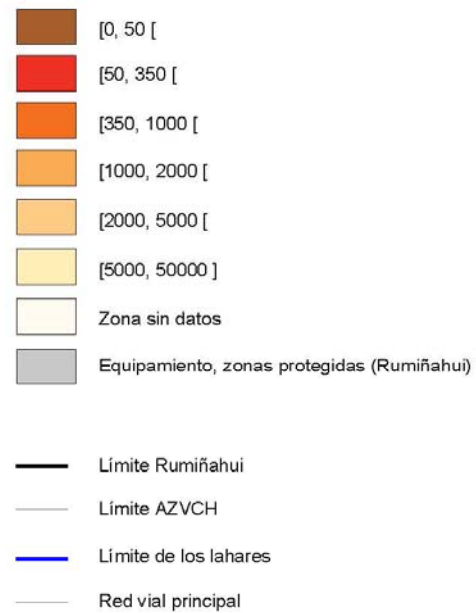 [0, 50 [
[50, 350 [
[350, 1000 [
[1000, 2000 [
[2000, 5000 [
[5000, 50000 ]
Zona sin datos
Equipamiento, zonas protegidas (Rumiñahui)
Límite Rumiñahui
Límite AZVCH
Límite de los lahares
Red vial principal